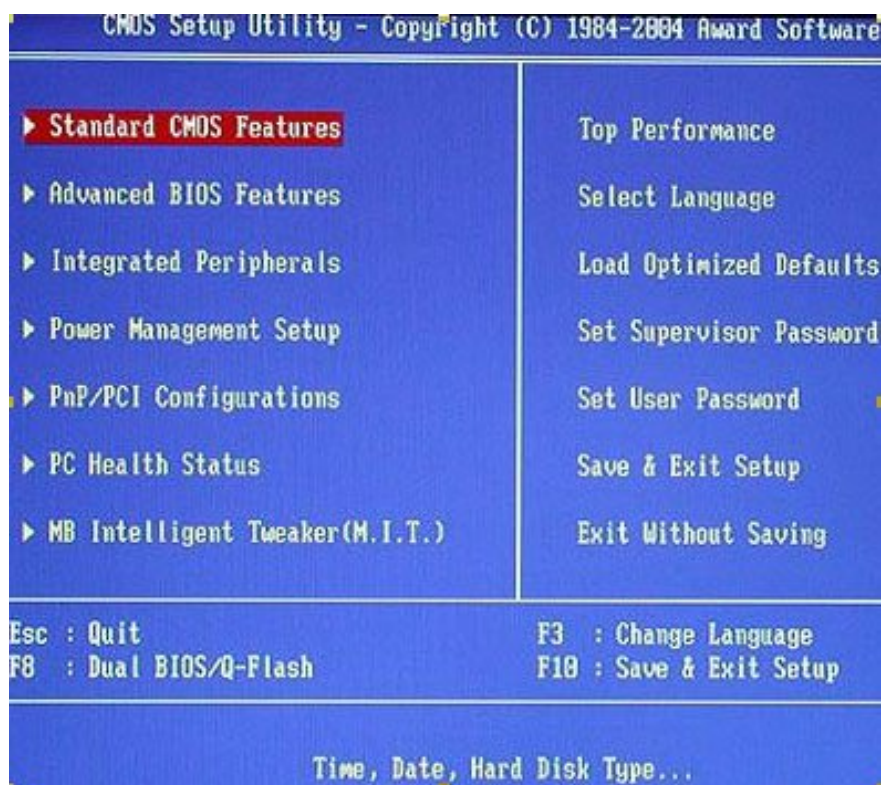 CMOS Setup Utility - Copyright (C) 1984-2004 Award Software
Standard CMOS Features
Advanced BIOS Features
Integrated Peripherals
Power Management Setup
PnP/PCI Configurations
PC Health Status
MB Intelligent Tweaker(M.I.T.)
Top Performance
Select Language
Load Optimized Defaults
Set Supervisor Password
Set User Password
Save & Exit Setup
Exit Without Saving
Esc : Quit
F8 : Dual BIOS/Q-Flash
F3 : Change Language
F10 : Save & Exit Setup
Time, Date, Hard Disk Type...